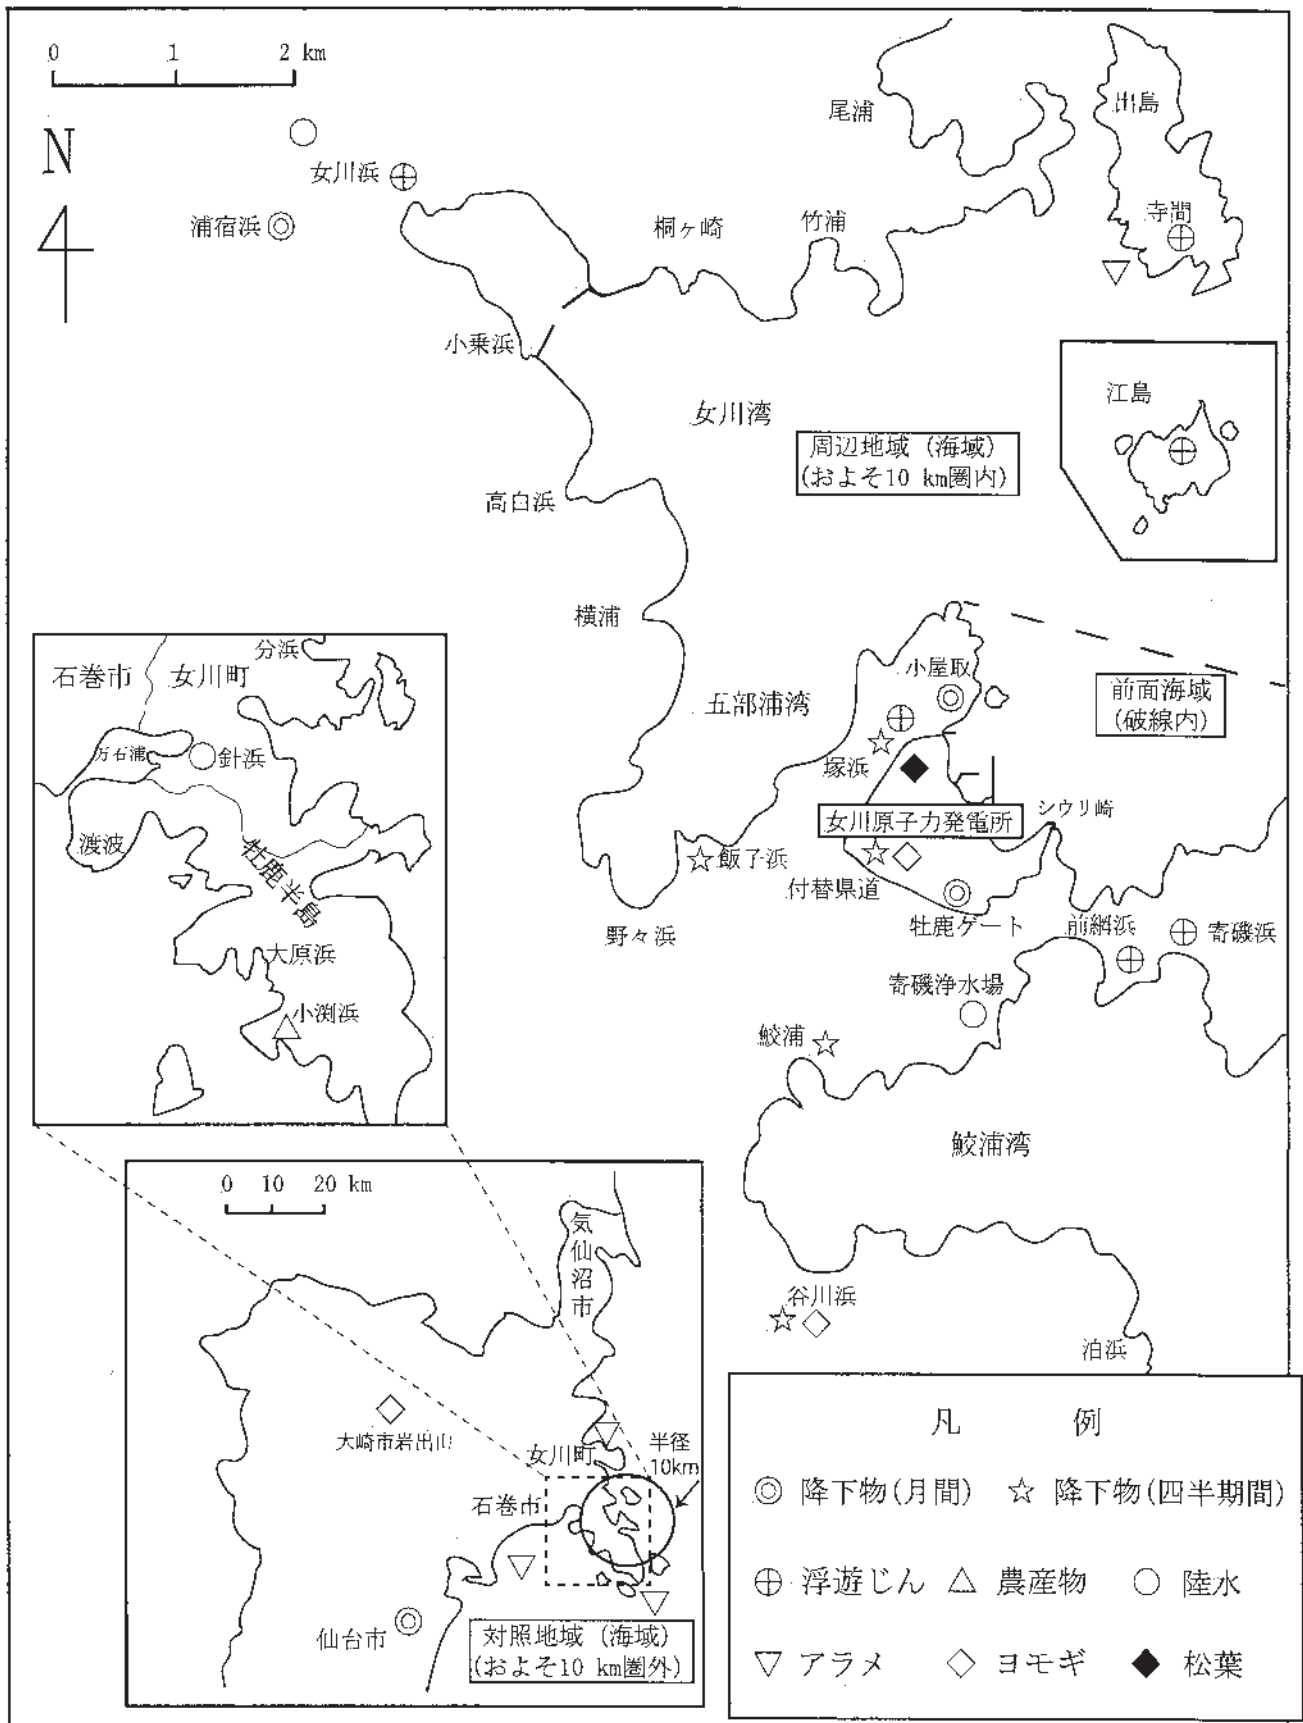 0 1 2 km
N
尾浦
出島
女川浜
浦宿浜
桐ヶ崎
竹浦
寺間
小乗浜
江島
女川湾
周辺地域（海域）
(およそ10 km圏内)
高白浜
横浦
小屋取
五部浦湾
前面海域
(破線内)
塚浜
女川原子力発電所
シウリ崎
飯子浜
付替県道
野々浜
牡鹿ゲート
前網浜
寄磯浜
寄磯浄水場
鮫浦
鮫浦湾
谷川浜
泊浜
石巻市
女川町
分浜
万石浦
針浜
渡波
牡鹿半島
大原浜
小渕浜
0 10 20 km
気仙沼市
大崎市岩出山
女川町
半径
10km
石巻市
仙台市
対照地域（海域）
(およそ10 km圏外)
凡 例
◎ 降下物(月間) ☆ 降下物(四半期間)
⊕ 浮遊じん △ 農産物 ○ 陸水
▽ アラメ ◇ ヨモギ ◆ 松葉